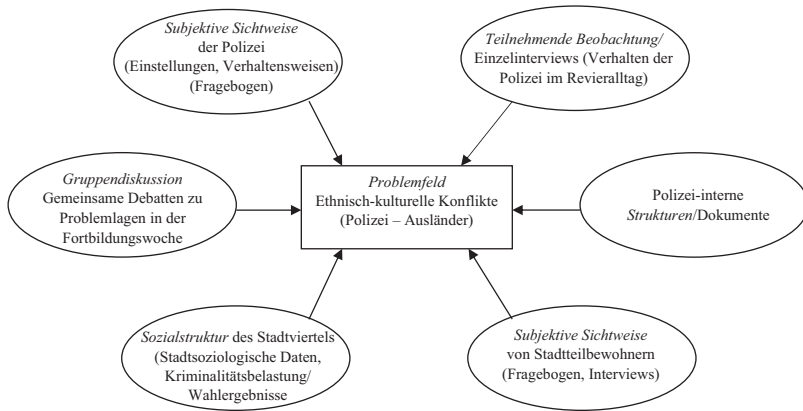 Subjektive Sichtweise
der Polizei
(Einstellungen, Verhaltensweisen)
(Fragebogen)
Teilnehmende Beobachtung/
Einzelinterviews (Verhalten der
Polizei im Revieralltag)
Gruppendiskussion
Gemeinsame Debatten zu
Problemlagen in der
Fortbildungswoche
Problemfeld
Ethnisch-kulturelle Konflikte
(Polizei – Ausländer)
Polizei-interne
Strukturen/Dokumente
Sozialstruktur des Stadtviertels
(Stadtsoziologische Daten,
Kriminalitätsbelastung/
Wahlergebnisse
Subjektive Sichtweise
von Stadtteilbewohnern
(Fragebogen, Interviews)